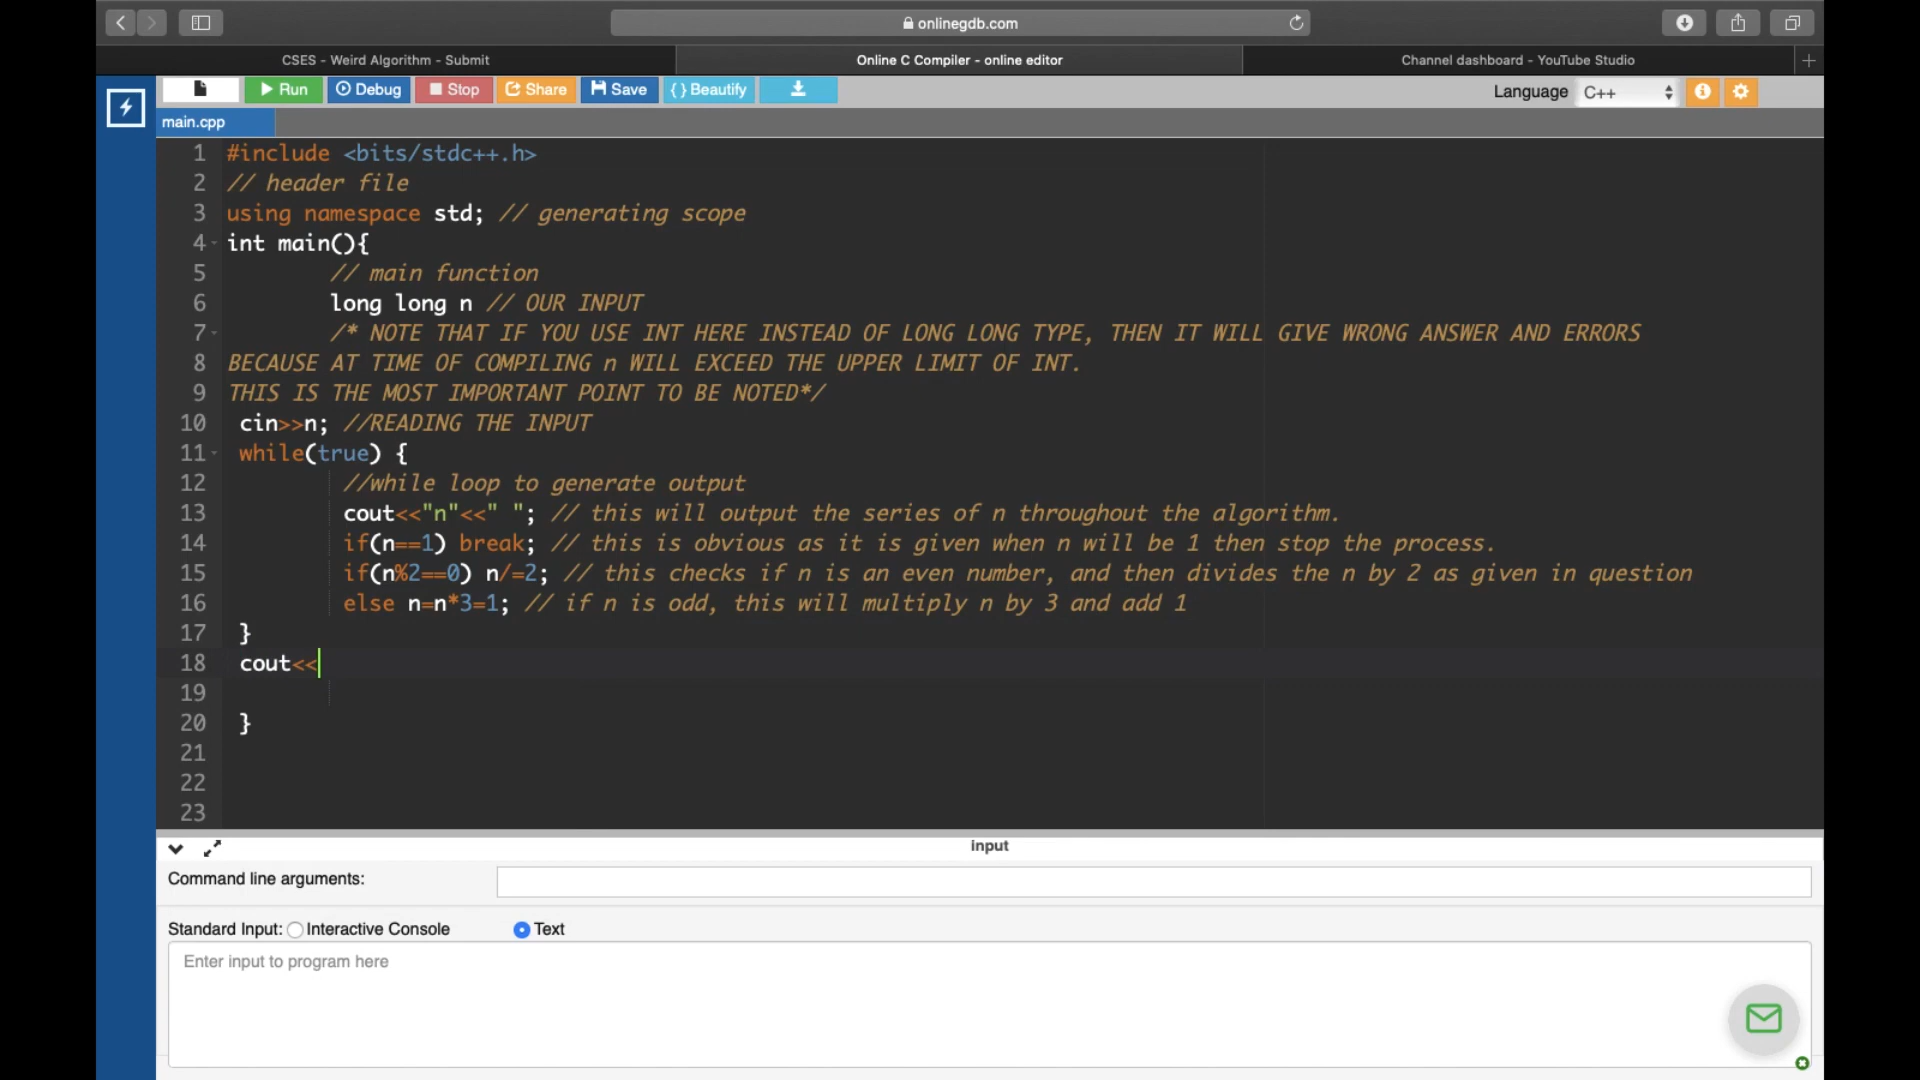 onlinegdb.com
CSES - Weird Algorithm - Submit
Online C Compiler - online editor
Channel dashboard - YouTube Studio
Run
Debug
Stop
Share
Save
{ } Beautify
Language C++
main.cpp
1 #include <bits/stdc++.h>
2 // header file
3 using namespace std; // generating scope
4 int main(){
5 // main function
6 long long n // OUR INPUT
7 /* NOTE THAT IF YOU USE INT HERE INSTEAD OF LONG LONG TYPE, THEN IT WILL GIVE WRONG ANSWER AND ERRORS
8 BECAUSE AT TIME OF COMPILING n WILL EXCEED THE UPPER LIMIT OF INT.
9 THIS IS THE MOST IMPORTANT POINT TO BE NOTED*/
10 cin>>n; //READING THE INPUT
11 while(true) {
12 //while loop to generate output
13 cout<<"n"<<" "; // this will output the series of n throughout the algorithm.
14 if(n==1) break; // this is obvious as it is given when n will be 1 then stop the process.
15 if(n%2==0) n/=2; // this checks if n is an even number, and then divides the n by 2 as given in question
16 else n=n*3=1; // if n is odd, this will multiply n by 3 and add 1
17 }
18 cout<<
19
20 }
21
22
23
input
Command line arguments:
Standard Input: Interactive Console Text
Enter input to program here